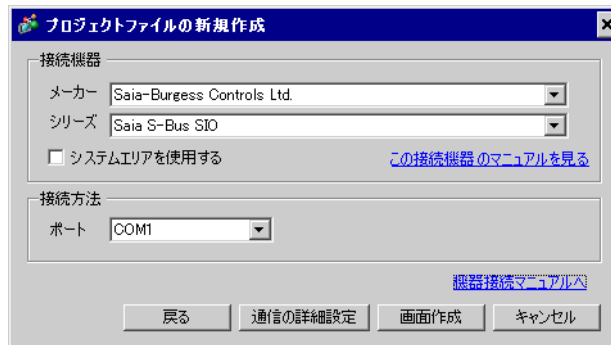 プロジェクトファイルの新規作成
接続機器
メーカー Saia-Burgess Controls Ltd.
シリーズ Saia S-Bus SIO
システムエリアを使用する この接続機器のマニュアルを見る
接続方法
ポート COM1
機器接続マニュアルへ
戻る 通信の詳細設定 画面作成 キャンセル